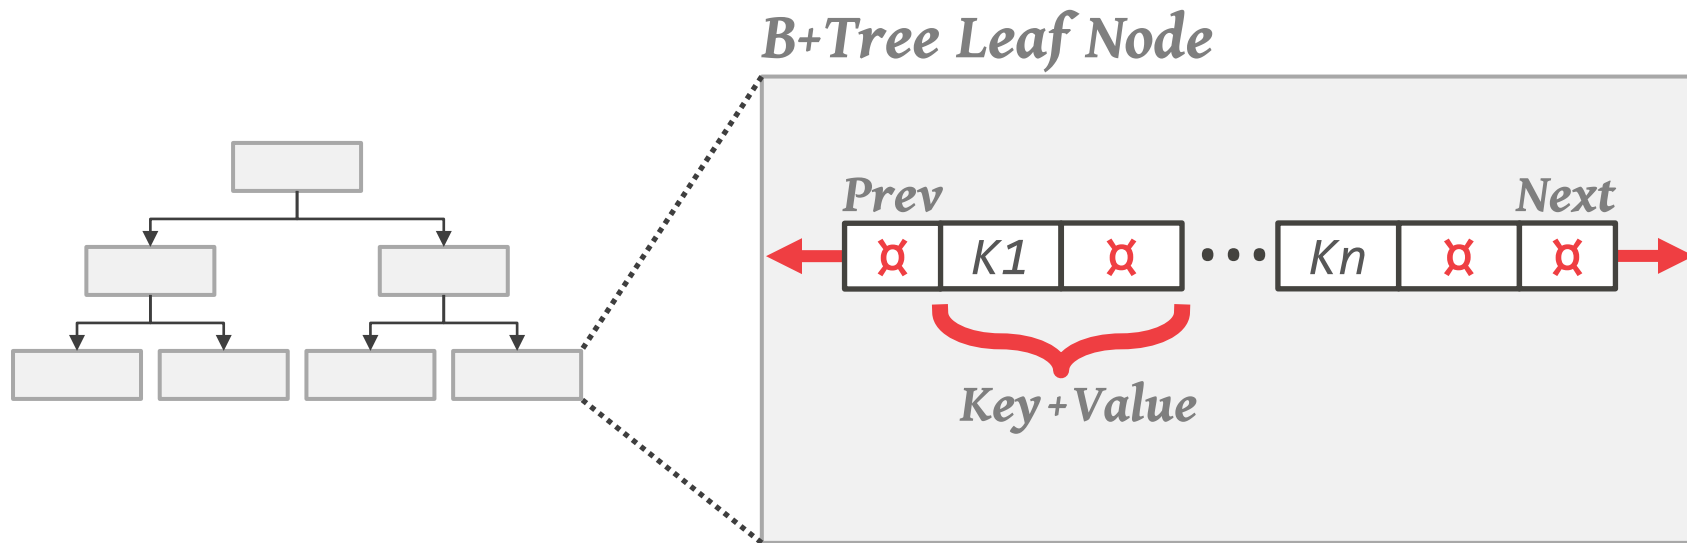 B+Tree Leaf Node
Prev
Next
¤ K1 ¤ ••• Kn ¤ ¤
Key+Value